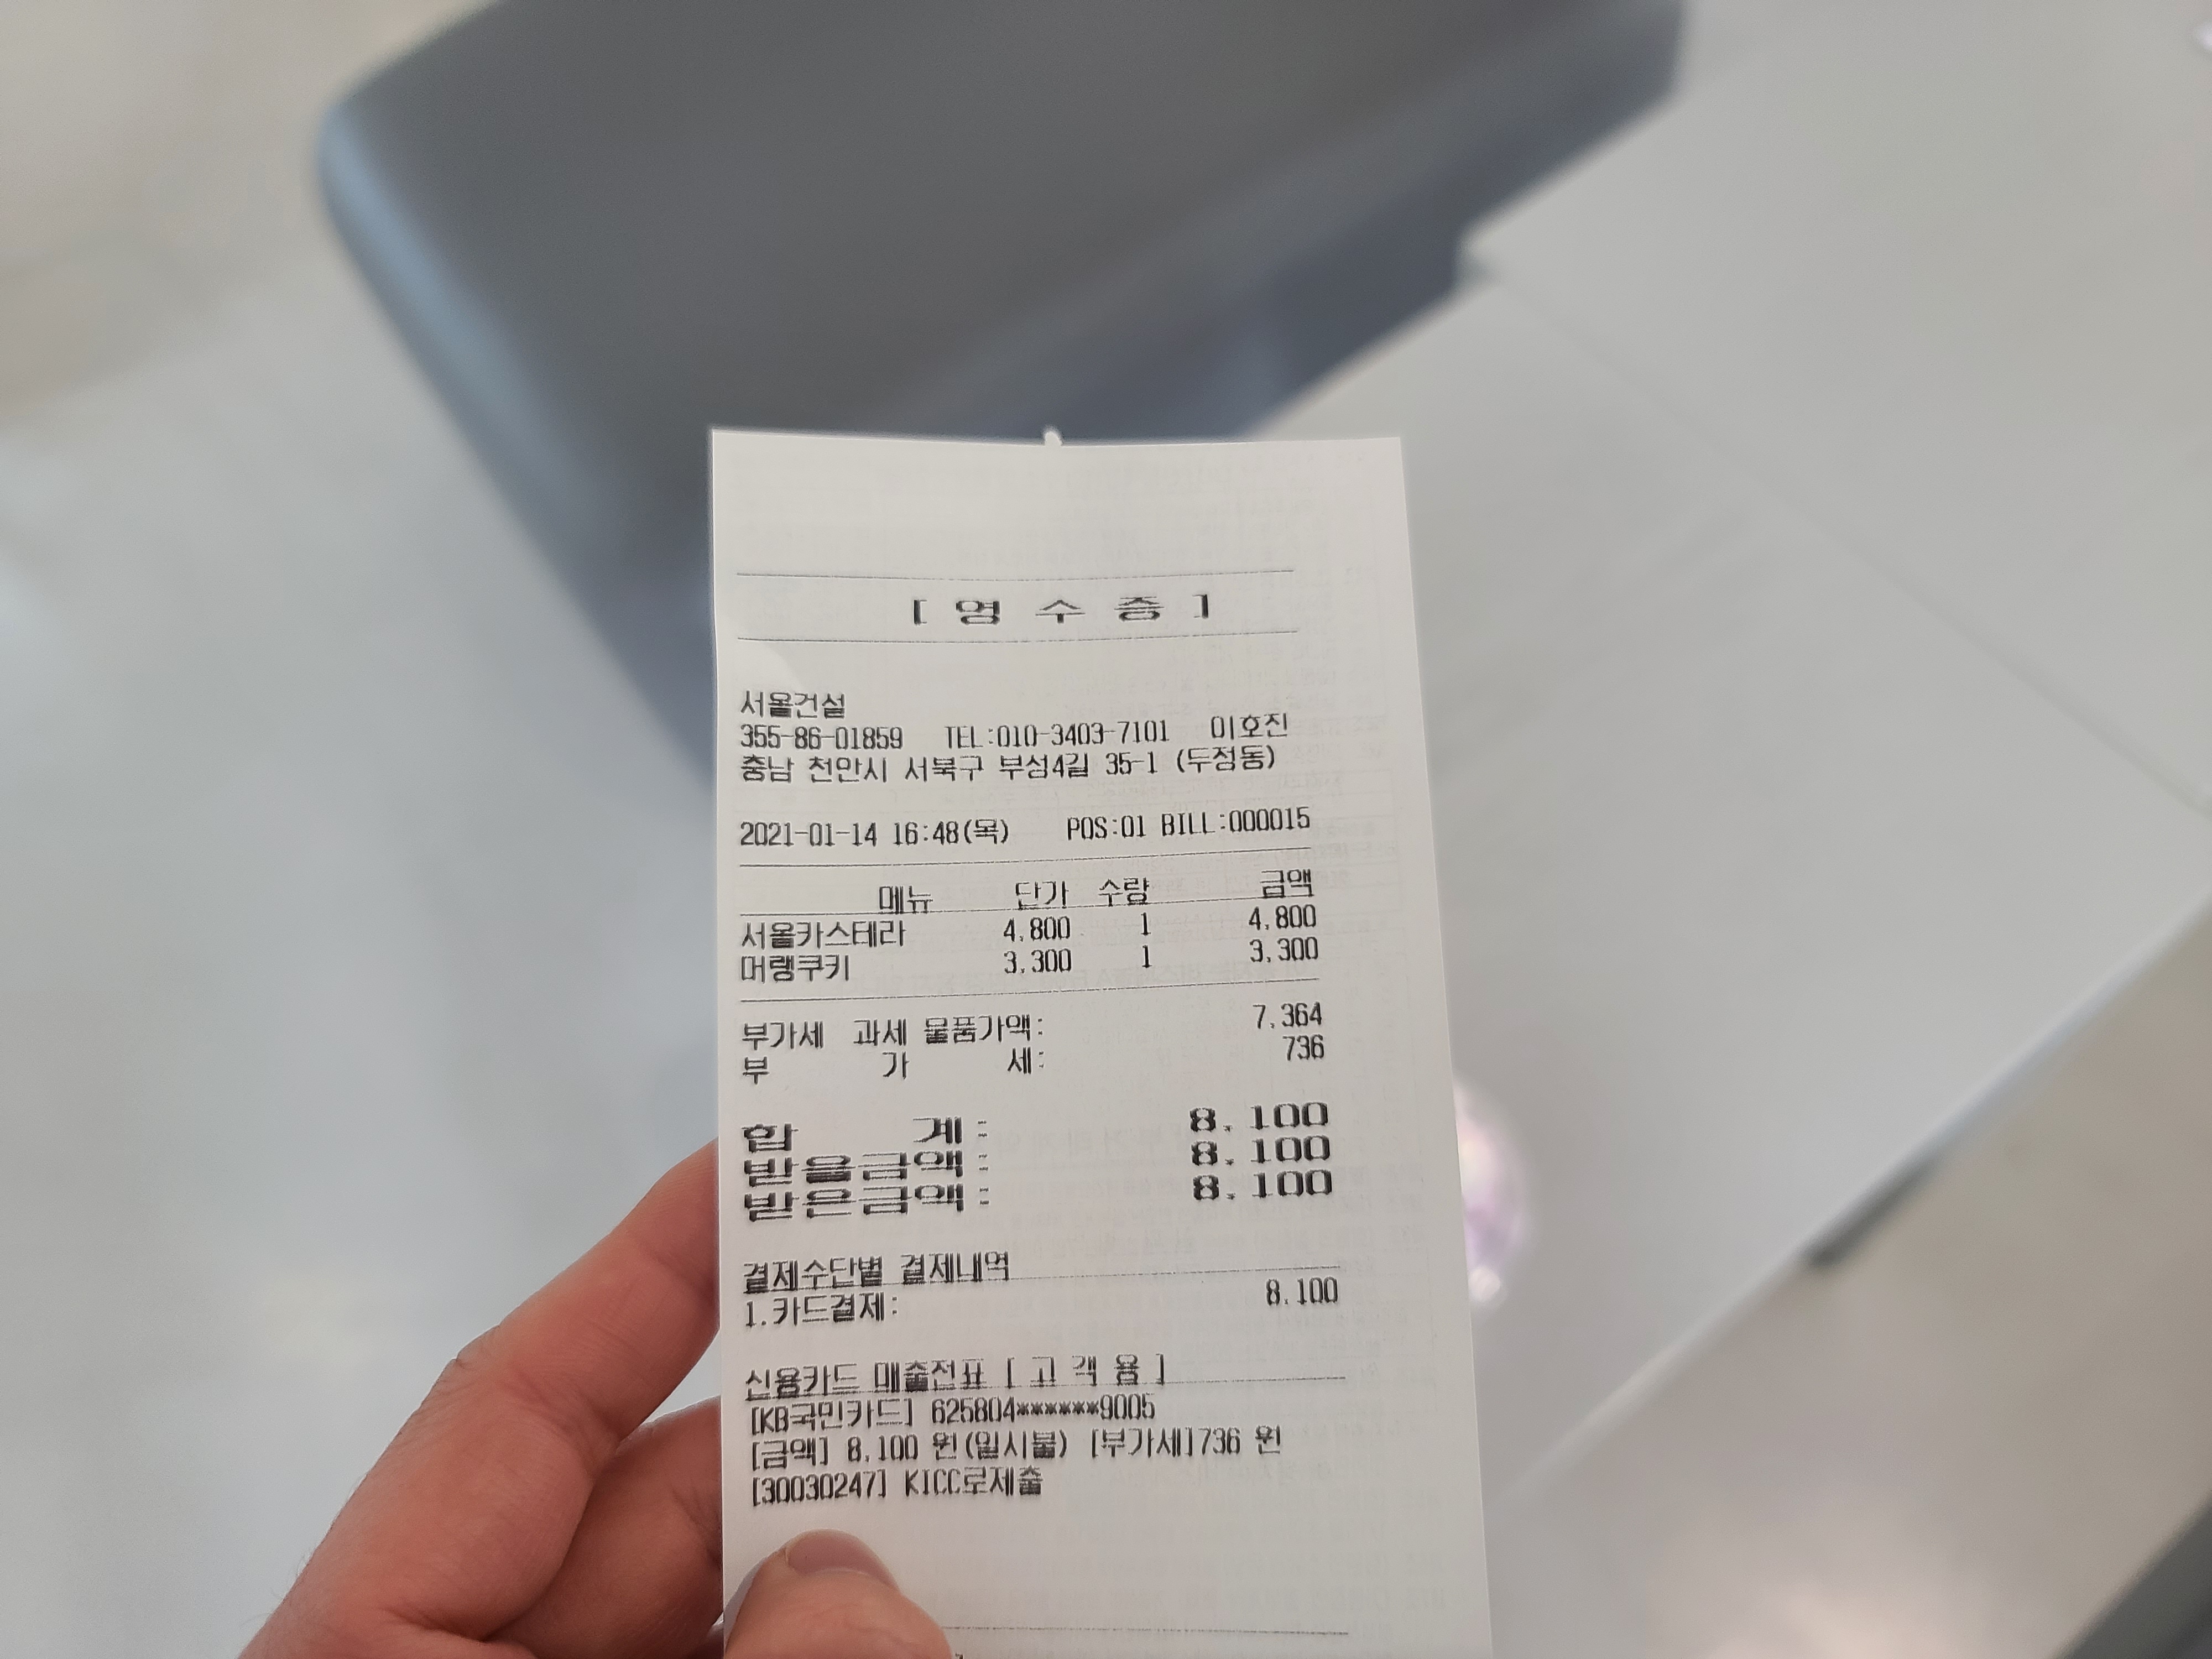 [ 영 수 증 ]
서울건설
355-86-01859 TEL:010-3403-7101 이호진
충남 천안시 서북구 부성4길 35-1 (두정동)
2021-01-14 16:48(목) POS:01 BILL:000015
메뉴 단가 수량 금액
서울카스테라 4,800 1 4,800
머랭쿠키 3,300 1 3,300
부가세 과세 물품가액: 7,364
부 가 세: 736
합 계: 8,100
받을금액: 8,100
받은금액: 8,100
결제수단별 결제내역
1.카드결제: 8,100
신용카드 매출전표 [ 고 객 용 ]
[KB국민카드] 625804******9005
[금액] 8,100 원(일시불) [부가세]736 원
[30030247] KICC로제출